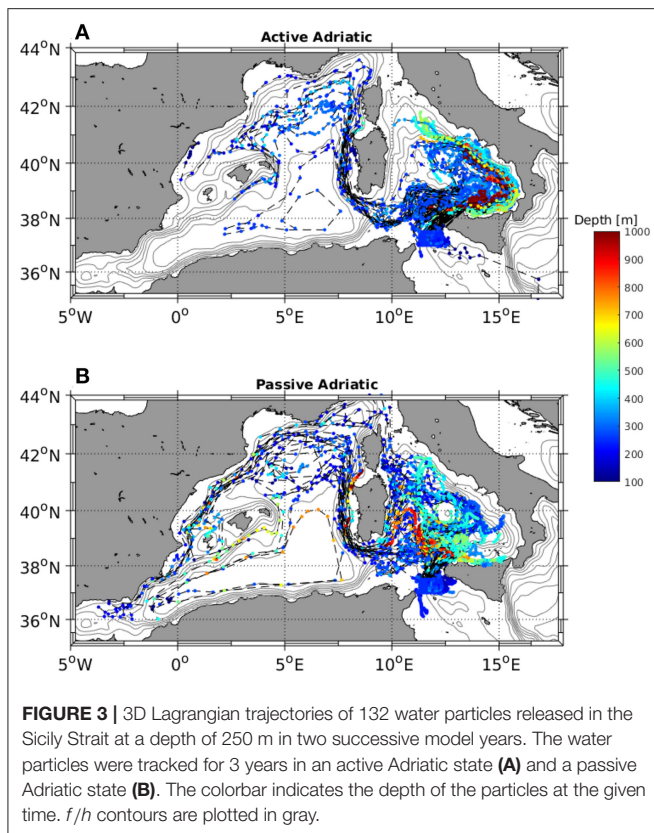 A
Active Adriatic
44°N
42°N
40°N
38°N
36°N
5°W
0°
5°E
10°E
15°E
Depth [m]
1000
900
800
700
600
500
400
300
200
100
B
Passive Adriatic
44°N
42°N
40°N
38°N
36°N
5°W
0°
5°E
10°E
15°E
FIGURE 3 | 3D Lagrangian trajectories of 132 water particles released in the
Sicily Strait at a depth of 250 m in two successive model years. The water
particles were tracked for 3 years in an active Adriatic state (A) and a passive
Adriatic state (B). The colorbar indicates the depth of the particles at the given
time. f/h contours are plotted in gray.